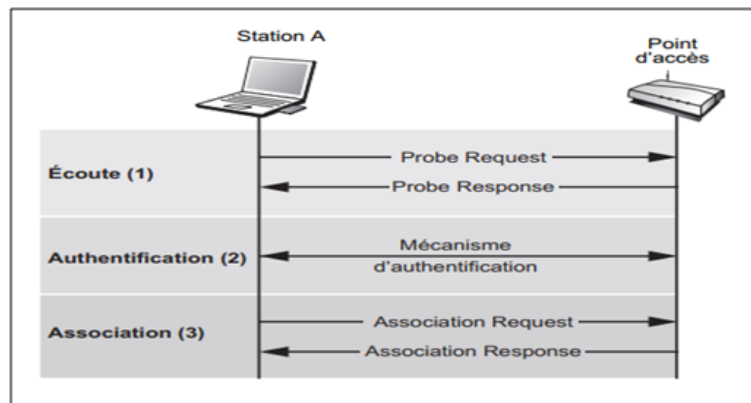 Station A
Point
d'accès
Écoute (1)
Probe Request
Probe Response
Authentification (2)
Mécanisme
d'authentification
Association (3)
Association Request
Association Response